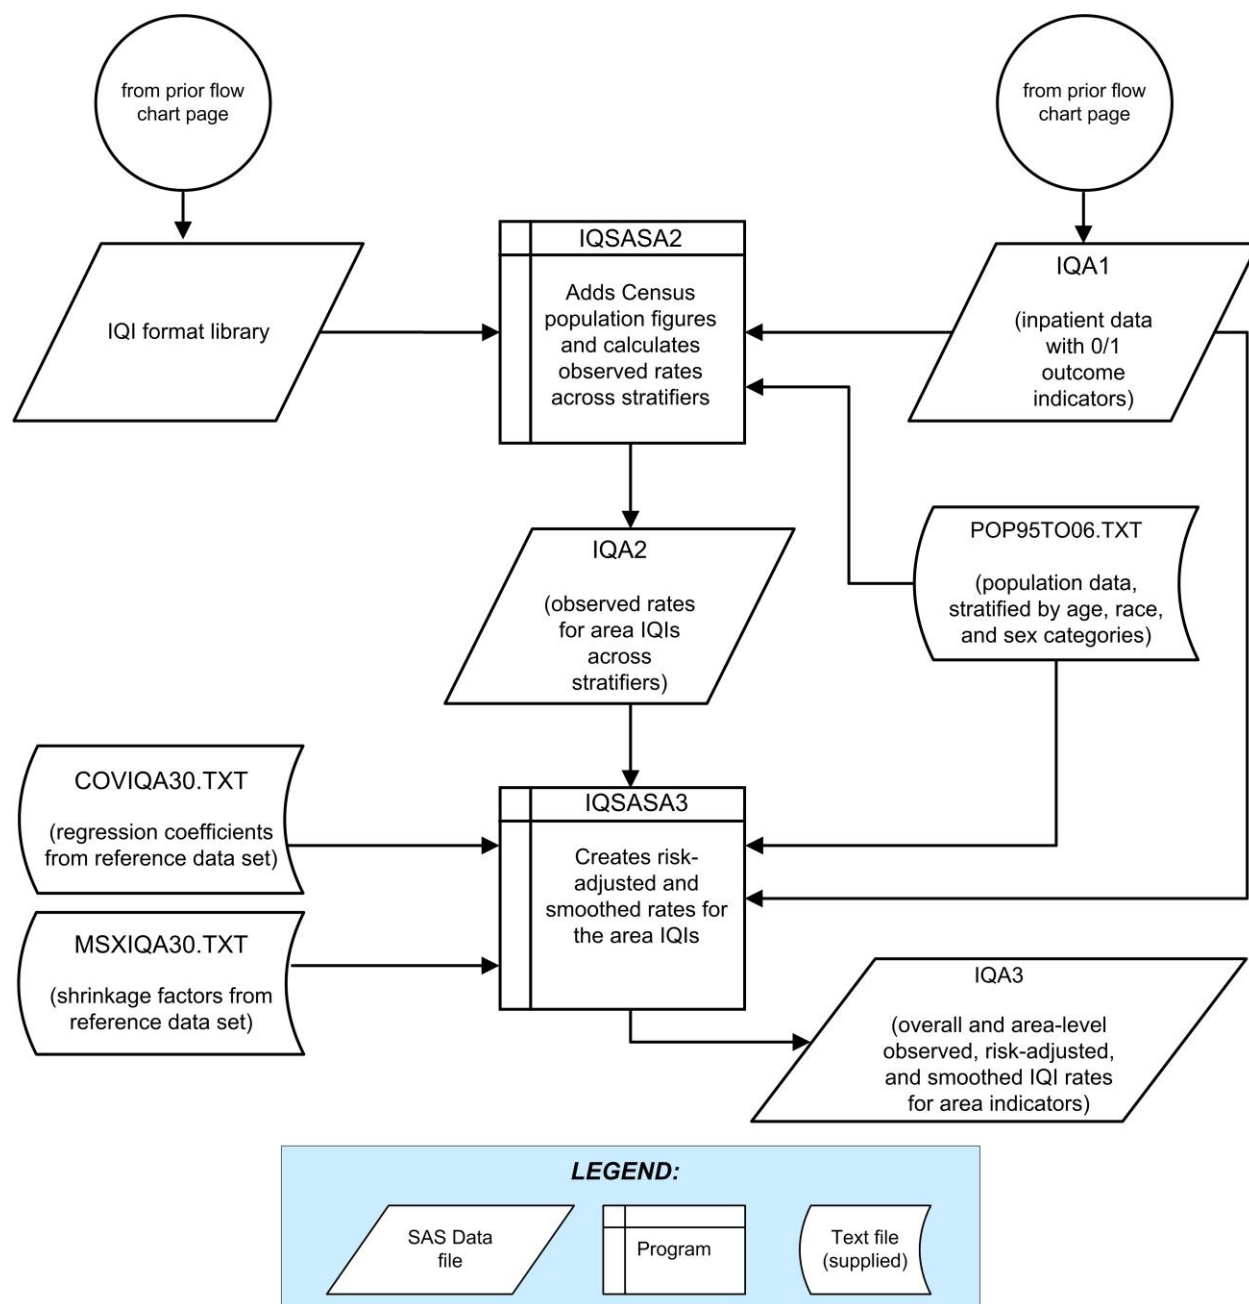 from prior flow
chart page
from prior flow
chart page
IQI format library
IQSASA2
Adds Census
population figures
and calculates
observed rates
across stratifiers
IQA1
(inpatient data
with 0/1
outcome
indicators)
IQA2
(observed rates
for area IQIs
across
stratifiers)
POP95TO06.TXT
(population data,
stratified by age, race,
and sex categories)
COVIQA30.TXT
(regression coefficients
from reference data set)
MSXIQA30.TXT
(shrinkage factors from
reference data set)
IQSASA3
Creates risk-
adjusted and
smoothed rates for
the area IQIs
IQA3
(overall and area-level
observed, risk-adjusted,
and smoothed IQI rates
for area indicators)
LEGEND:
SAS Data
file
Program
Text file
(supplied)